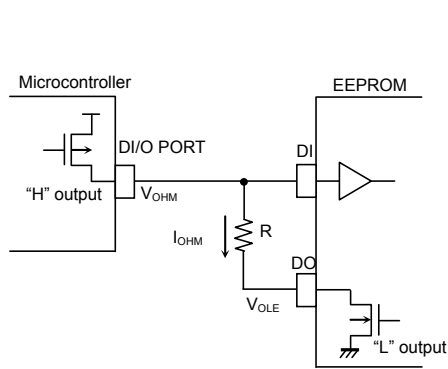 Microcontroller
EEPROM
DI/O PORT
DI
“H” output
VOHM
IOHM
R
DO
VOLE
“L” output